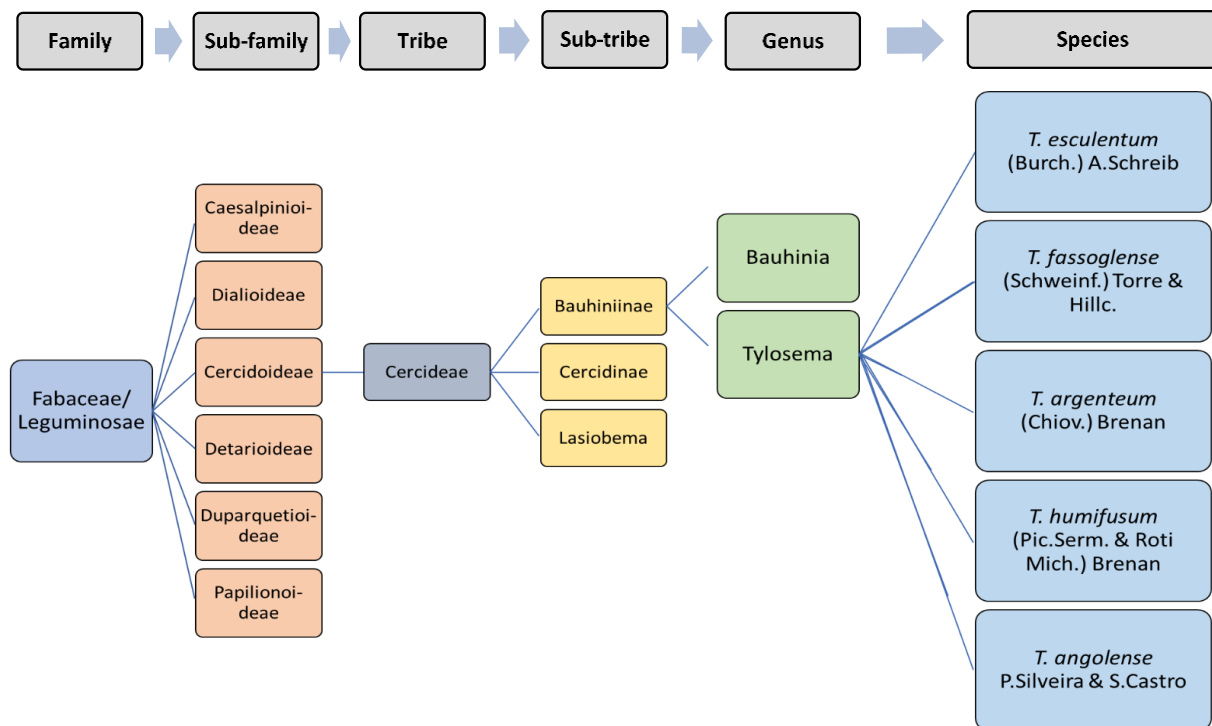 Family
Sub-family
Tribe
Sub-tribe
Genus
Species
Fabaceae/
Leguminosae
Caesalpinioi-
deae
Dialioideae
Cercidoideae
Detarioideae
Duparquetioi-
deae
Papilionoi-
deae
Cercideae
Bauhiniinae
Cercidinae
Lasiobema
Bauhinia
Tylosema
T. esculentum
(Burch.) A.Schreib
T. fassoglense
(Schweinf.) Torre &
Hillc.
T. argenteum
(Chiov.) Brenan
T. humifusum
(Pic.Serm. & Roti
Mich.) Brenan
T. angolense
P.Silveira & S.Castro